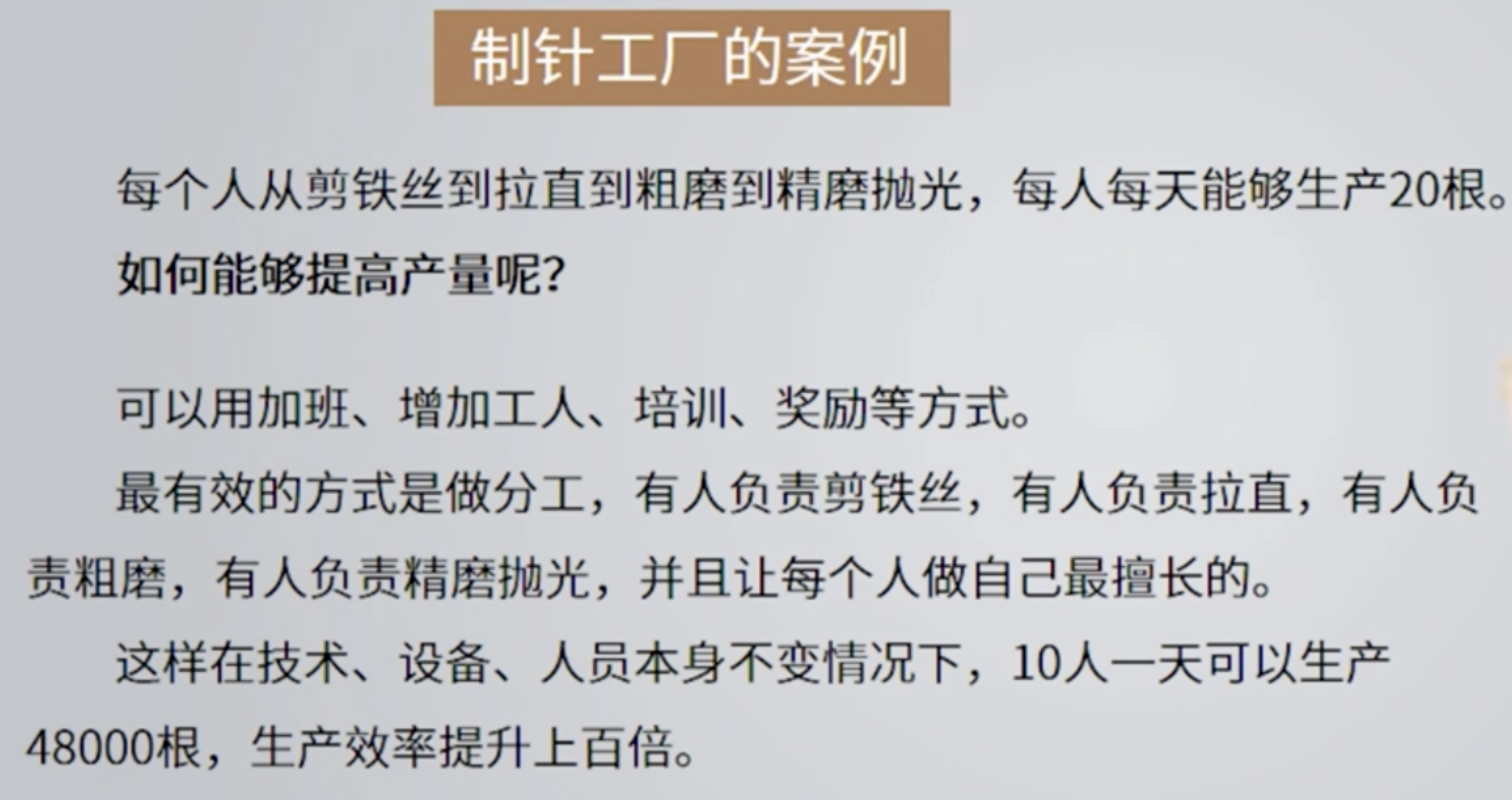 制针工厂的案例
每个人从剪铁丝到拉直到粗磨到精磨抛光，每人每天能够生产20根。
如何能够提高产量呢？
可以用加班、增加工人、培训、奖励等方式。
最有效的方式是做分工，有人负责剪铁丝，有人负责拉直，有人负
责粗磨，有人负责精磨抛光，并且让每个人做自己最擅长的。
这样在技术、设备、人员本身不变情况下，10人一天可以生产
48000根，生产效率提升上百倍。